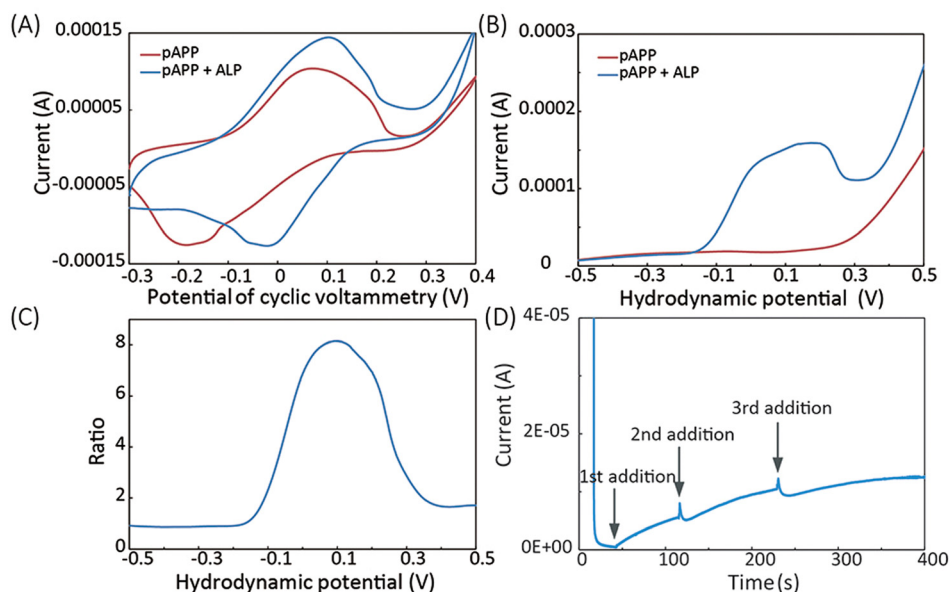 (A)
0.00015
pAPP
pAPP + ALP
0.00005
-0.00005
-0.00015
Current (A)
-0.3 -0.2 -0.1 0 0.1 0.2 0.3 0.4
Potential of cyclic voltammetry (V)
(B)
0.0003
pAPP
pAPP + ALP
0.0002
0.0001
0
Current (A)
-0.5 -0.3 -0.1 0.1 0.3 0.5
Hydrodynamic potential (V)
(C)
8
6
4
2
0
Ratio
-0.5 -0.3 -0.1 0.1 0.3 0.5
Hydrodynamic potential (V)
(D)
4E-05
2E-05
0E+00
Current (A)
3rd addition
2nd addition
1st addition
0 50 100 200 300 400
Time (s)